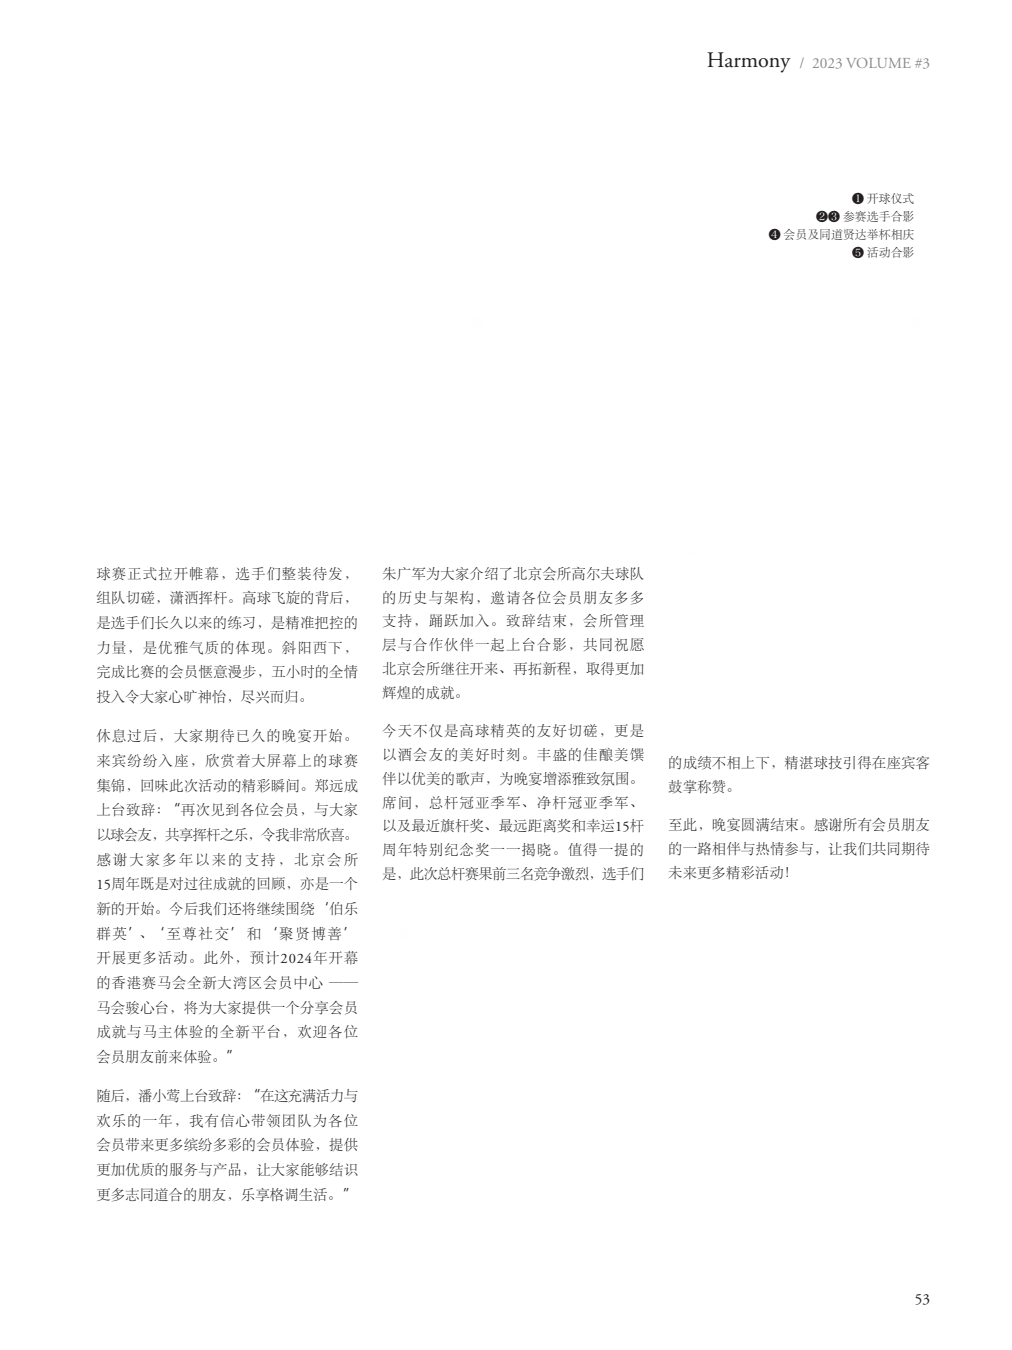 Harmony / 2023 VOLUME #3
❶ 开球仪式
❷❸ 参赛选手合影
❹ 会员及同道贤达举杯相庆
❺ 活动合影
球赛正式拉开帷幕，选手们整装待发，
组队切磋，潇洒挥杆。高球飞旋的背后，
是选手们长久以来的练习，是精准把控的
力量，是优雅气质的体现。斜阳西下，
完成比赛的会员惬意漫步，五小时的全情
投入令大家心旷神怡，尽兴而归。
休息过后，大家期待已久的晚宴开始。
来宾纷纷入座，欣赏着大屏幕上的球赛
集锦，回味此次活动的精彩瞬间。郑远成
上台致辞：“再次见到各位会员，与大家
以球会友，共享挥杆之乐，令我非常欣喜。
感谢大家多年以来的支持，北京会所
15周年既是对过往成就的回顾，亦是一个
新的开始。今后我们还将继续围绕‘伯乐
群英’、‘至尊社交’和‘聚贤博善’
开展更多活动。此外，预计2024年开幕
的香港赛马会全新大湾区会员中心 ——
马会骏心台，将为大家提供一个分享会员
成就与马主体验的全新平台，欢迎各位
会员朋友前来体验。”
随后，潘小莺上台致辞：“在这充满活力与
欢乐的一年，我有信心带领团队为各位
会员带来更多缤纷多彩的会员体验，提供
更加优质的服务与产品，让大家能够结识
更多志同道合的朋友，乐享格调生活。”
朱广军为大家介绍了北京会所高尔夫球队
的历史与架构，邀请各位会员朋友多多
支持，踊跃加入。致辞结束，会所管理
层与合作伙伴一起上台合影，共同祝愿
北京会所继往开来、再拓新程，取得更加
辉煌的成就。
今天不仅是高球精英的友好切磋，更是
以酒会友的美好时刻。丰盛的佳酿美馔
伴以优美的歌声，为晚宴增添雅致氛围。
席间，总杆冠亚季军、净杆冠亚季军、
以及最近旗杆奖、最远距离奖和幸运15杆
周年特别纪念奖一一揭晓。值得一提的
是，此次总杆赛果前三名竞争激烈，选手们
的成绩不相上下，精湛球技引得在座宾客
鼓掌称赞。
至此，晚宴圆满结束。感谢所有会员朋友
的一路相伴与热情参与，让我们共同期待
未来更多精彩活动！
53